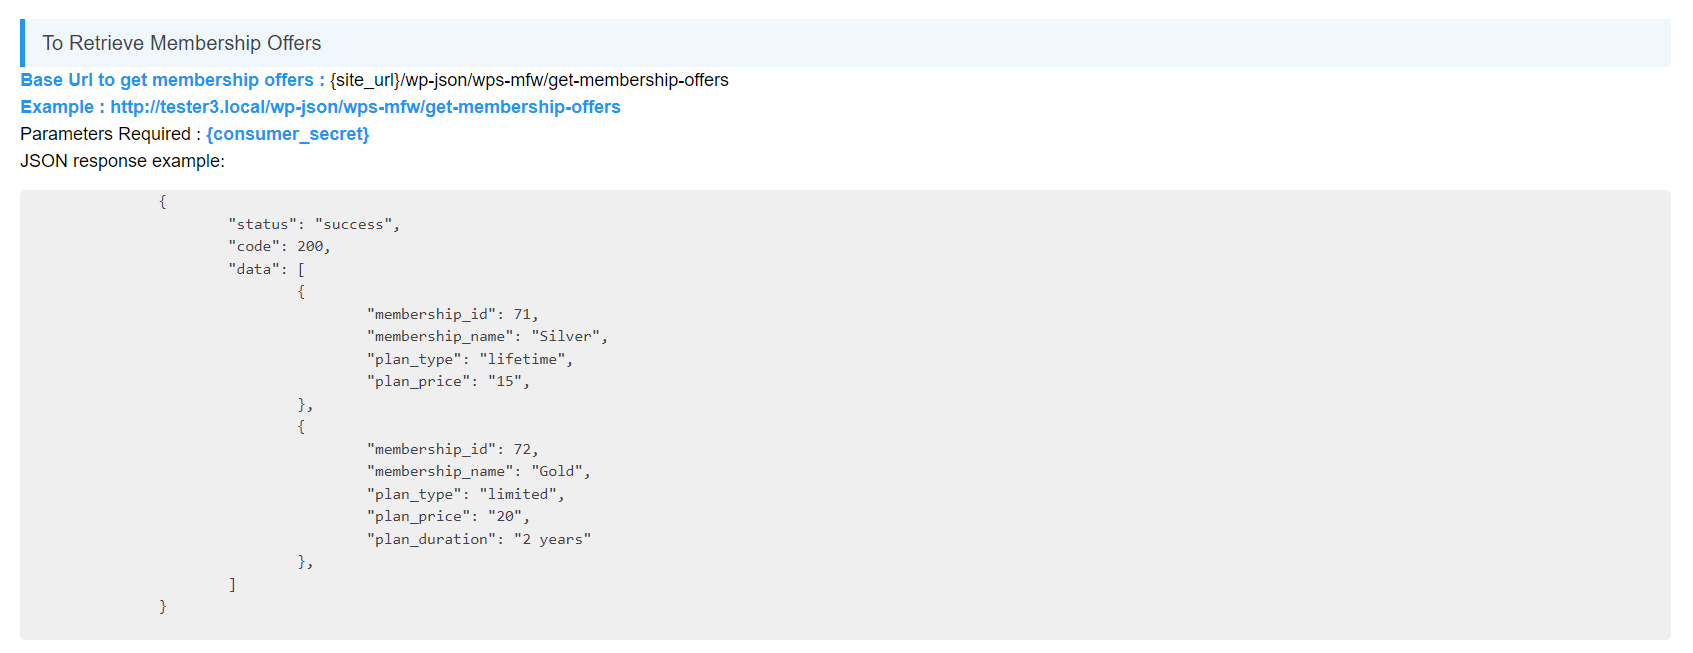 To Retrieve Membership Offers
Base Url to get membership offers : {site_url}/wp-json/wps-mfw/get-membership-offers
Example : http://tester3.local/wp-json/wps-mfw/get-membership-offers
Parameters Required : {consumer_secret}
JSON response example:
{
"status": "success",
"code": 200,
"data": [
{
"membership_id": 71,
"membership_name": "Silver",
"plan_type": "lifetime",
"plan_price": "15",
},
{
"membership_id": 72,
"membership_name": "Gold",
"plan_type": "limited",
"plan_price": "20",
"plan_duration": "2 years"
},
]
}